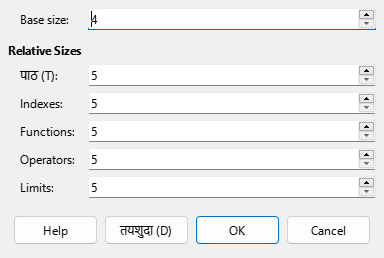 Base size: 4
Relative Sizes
पाठ (T): 5
Indexes: 5
Functions: 5
Operators: 5
Limits: 5
Help तयशुदा (D) OK Cancel